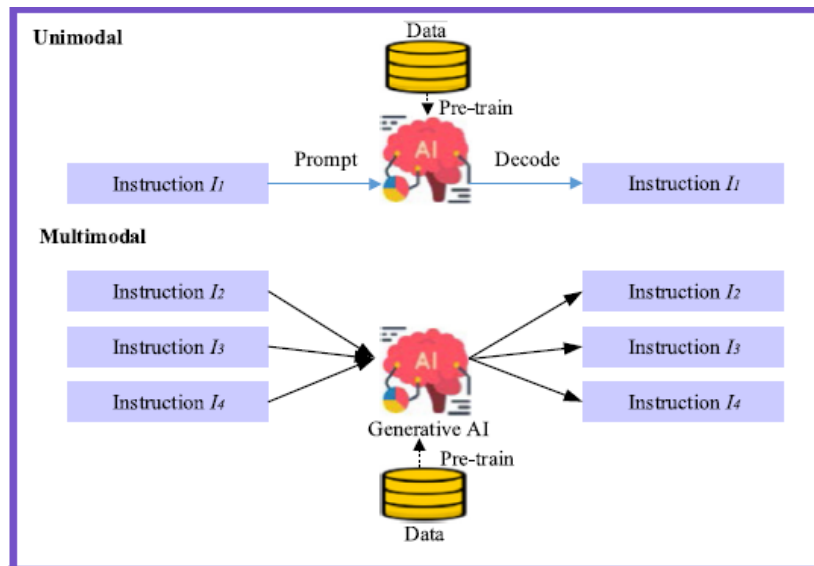 Unimodal
Data
Pre-train
AI
Prompt
Decode
Instruction I1
Instruction I1
Multimodal
Instruction I2
Instruction I2
Instruction I3
AI
Instruction I3
Instruction I4
Instruction I4
Generative AI
Pre-train
Data